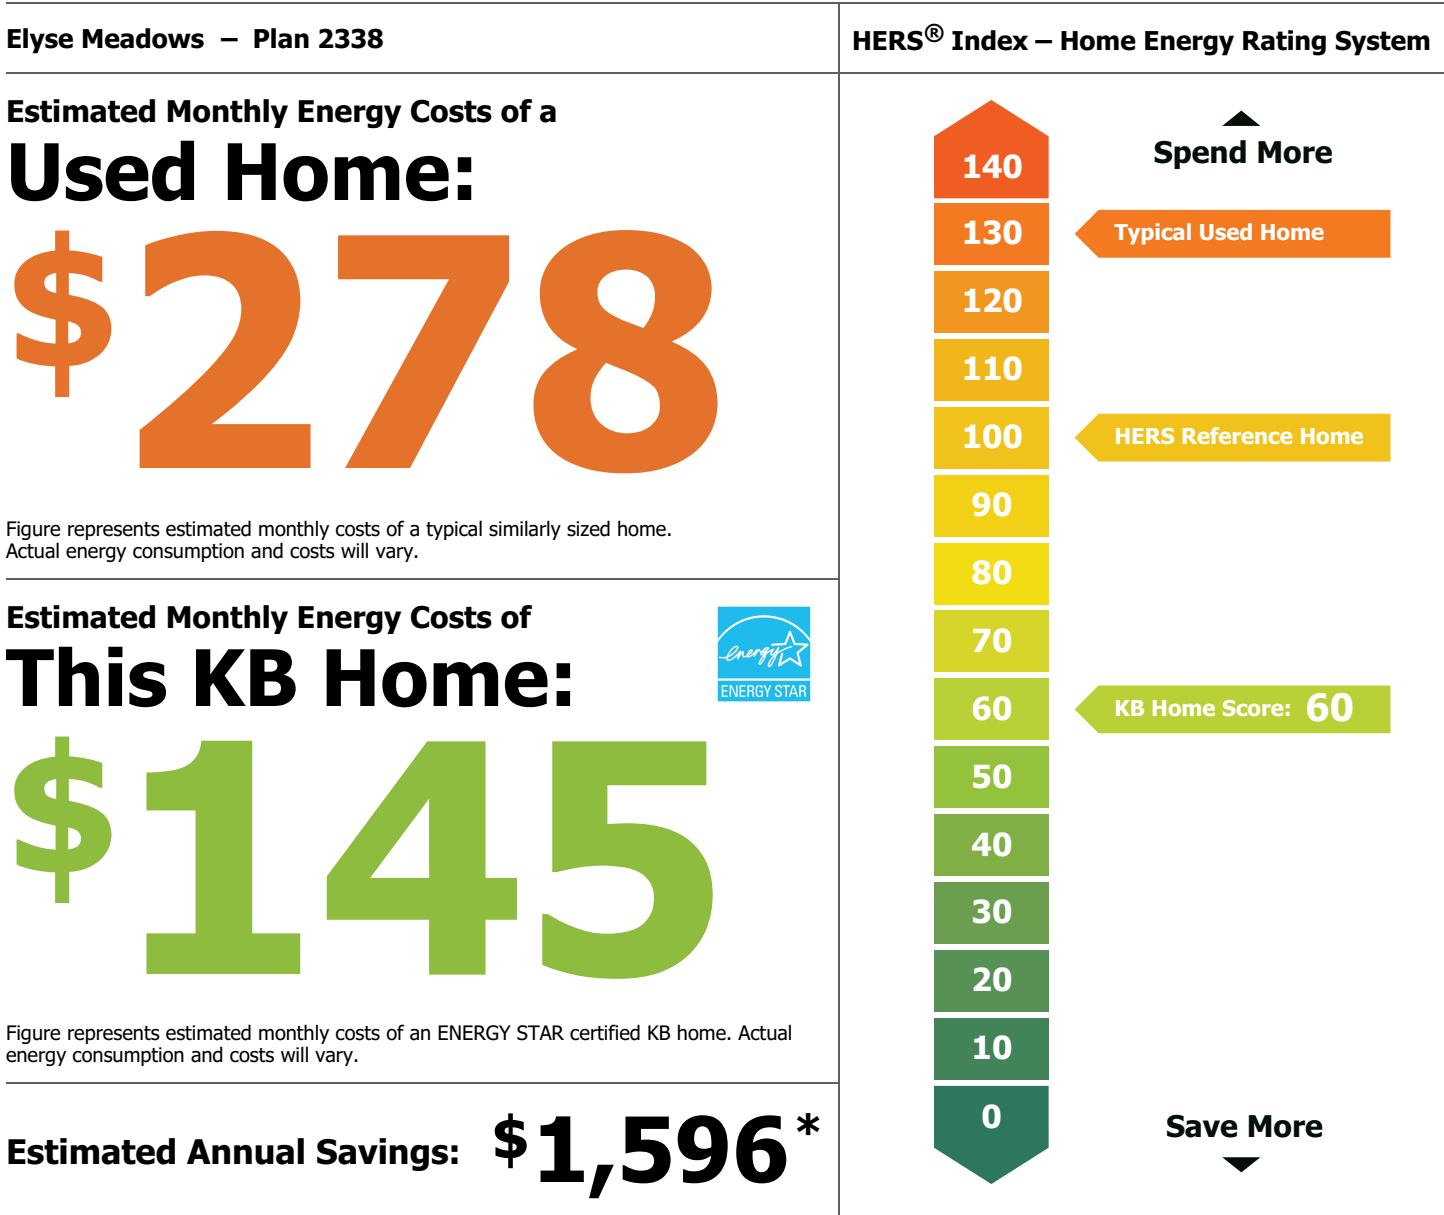 Elyse Meadows – Plan 2338
Estimated Monthly Energy Costs of a
Used Home:
$278
Figure represents estimated monthly costs of a typical similarly sized home.
Actual energy consumption and costs will vary.
Estimated Monthly Energy Costs of
This KB Home:
energy
ENERGY STAR
$145
Figure represents estimated monthly costs of an ENERGY STAR certified KB home. Actual
energy consumption and costs will vary.
Estimated Annual Savings: $1,596*
HERS® Index – Home Energy Rating System
Spend More
140
130 Typical Used Home
120
110
100 HERS Reference Home
90
80
70
60 KB Home Score: 60
50
40
30
20
10
0
Save More